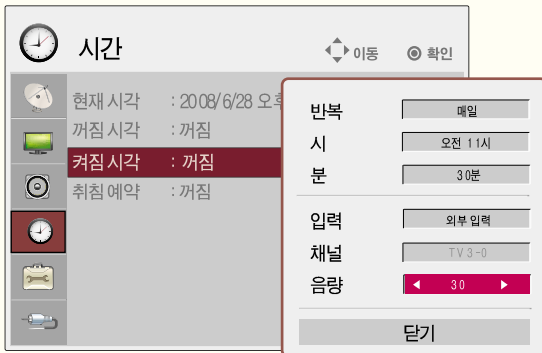 시간
이동 확인
현재 시각 : 2008/6/28 오후
꺼짐 시각 : 꺼짐
켜짐 시각 : 꺼짐
취침 예약 : 꺼짐
반복 매일
시 오전 11시
분 30분
입력 외부 입력
채널 TV 3-0
음량 30
닫기